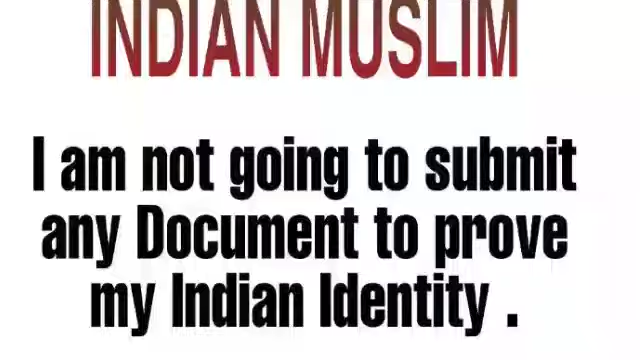 INDIAN MUSLIM
I am not going to submit
any Document to prove
my Indian Identity .